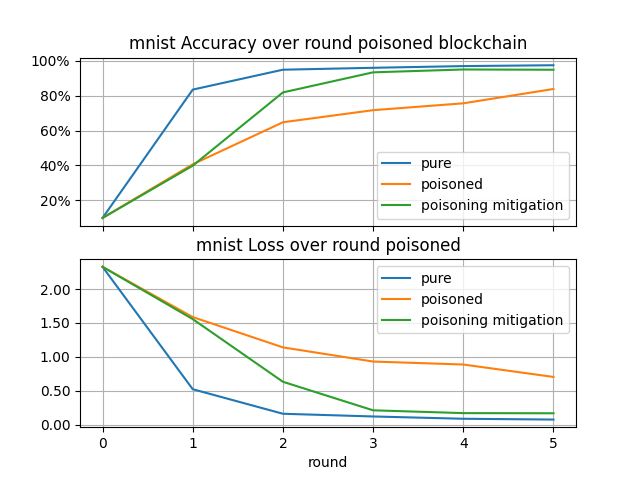 mnist Accuracy over round poisoned blockchain
100%
80%
60%
40%
20%
pure
poisoned
poisoning mitigation
mnist Loss over round poisoned
2.00
1.50
1.00
0.50
0.00
pure
poisoned
poisoning mitigation
0 1 2 3 4 5
round